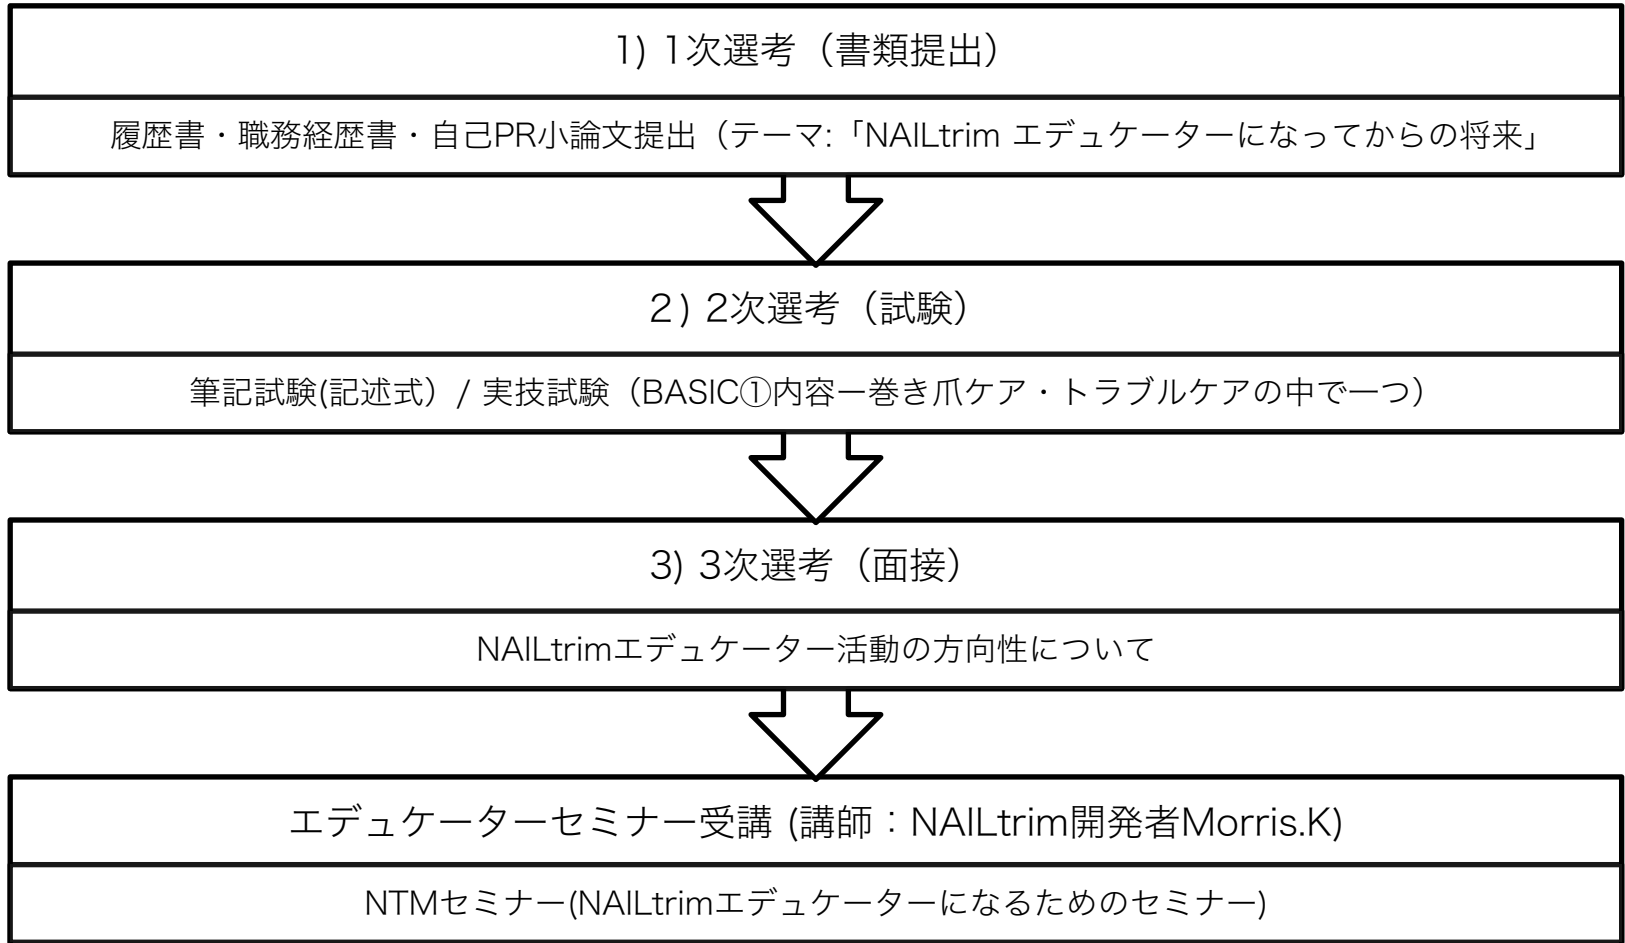 1) 1次選考（書類提出）
履歴書・職務経歴書・自己PR小論文提出（テーマ:「NAILtrim エデュケーターになってからの将来」
２) 2次選考（試験）
筆記試験(記述式）/ 実技試験（BASIC①内容ー巻き爪ケア・トラブルケアの中で一つ）
3) 3次選考（面接）
NAILtrimエデュケーター活動の方向性について
エデュケーターセミナー受講 (講師：NAILtrim開発者Morris.K)
NTMセミナー(NAILtrimエデュケーターになるためのセミナー)